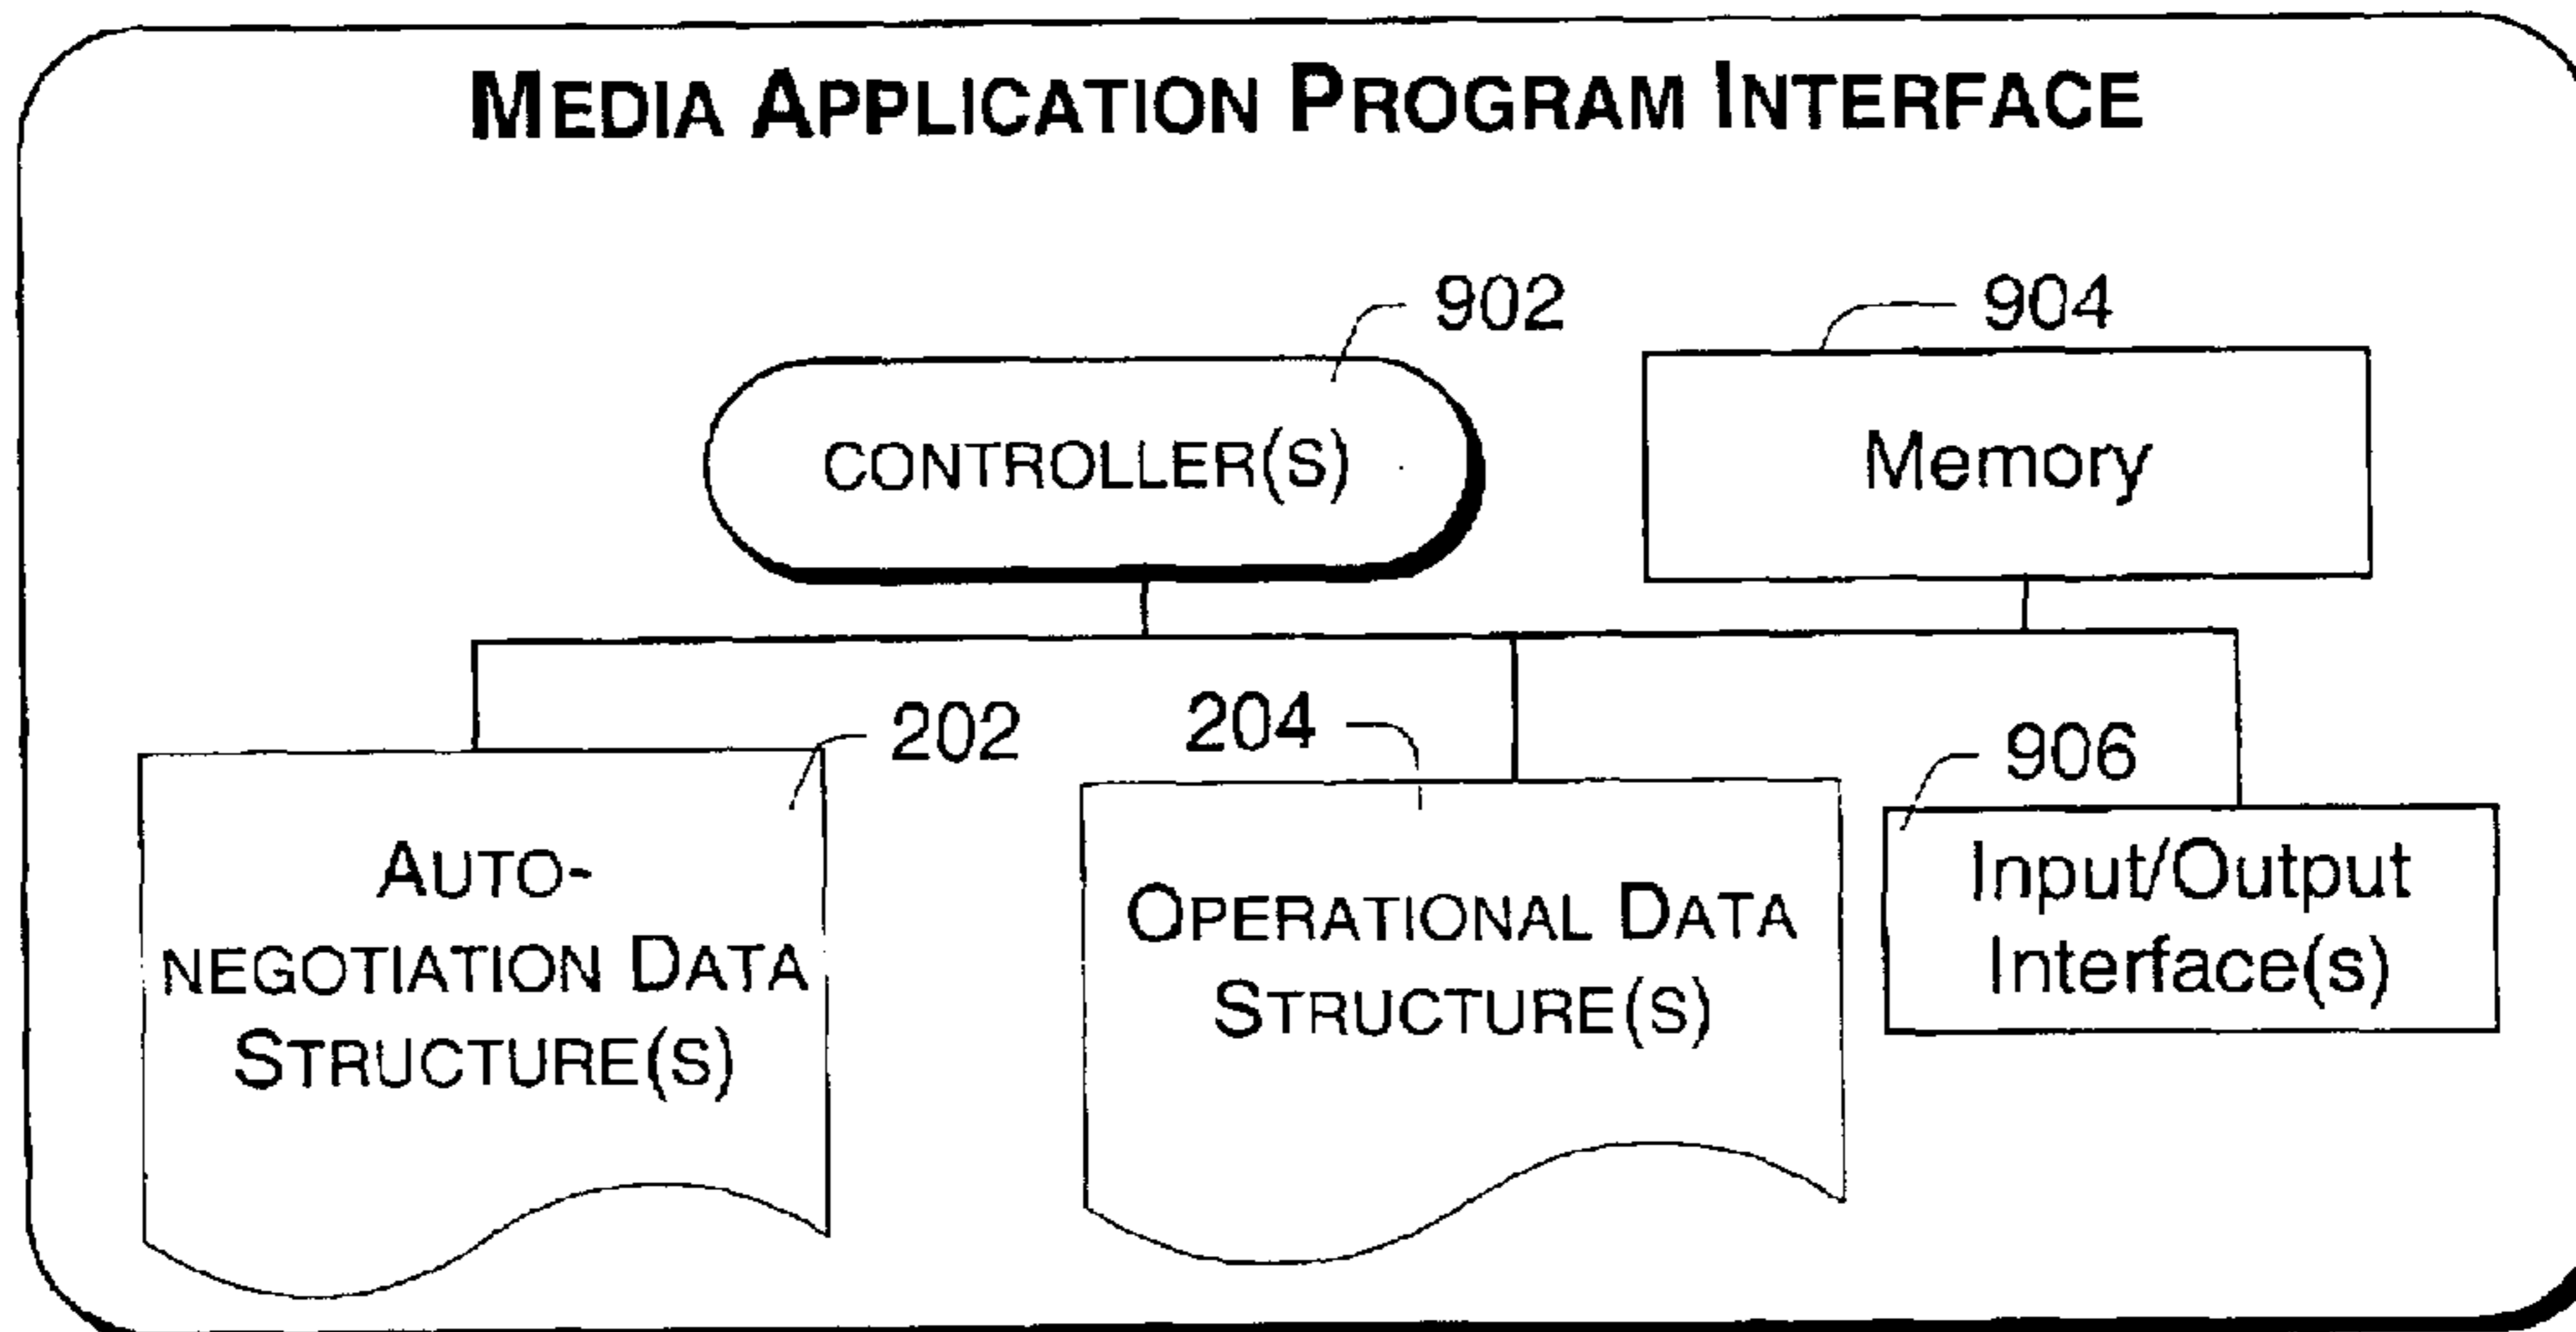 MEDIA APPLICATION PROGRAM INTERFACE
902
904
CONTROLLER(S)
Memory
202
204
906
AUTO-
NEGOTIATION DATA
STRUCTURE(S)
OPERATIONAL DATA
STRUCTURE(S)
Input/Output
Interface(s)